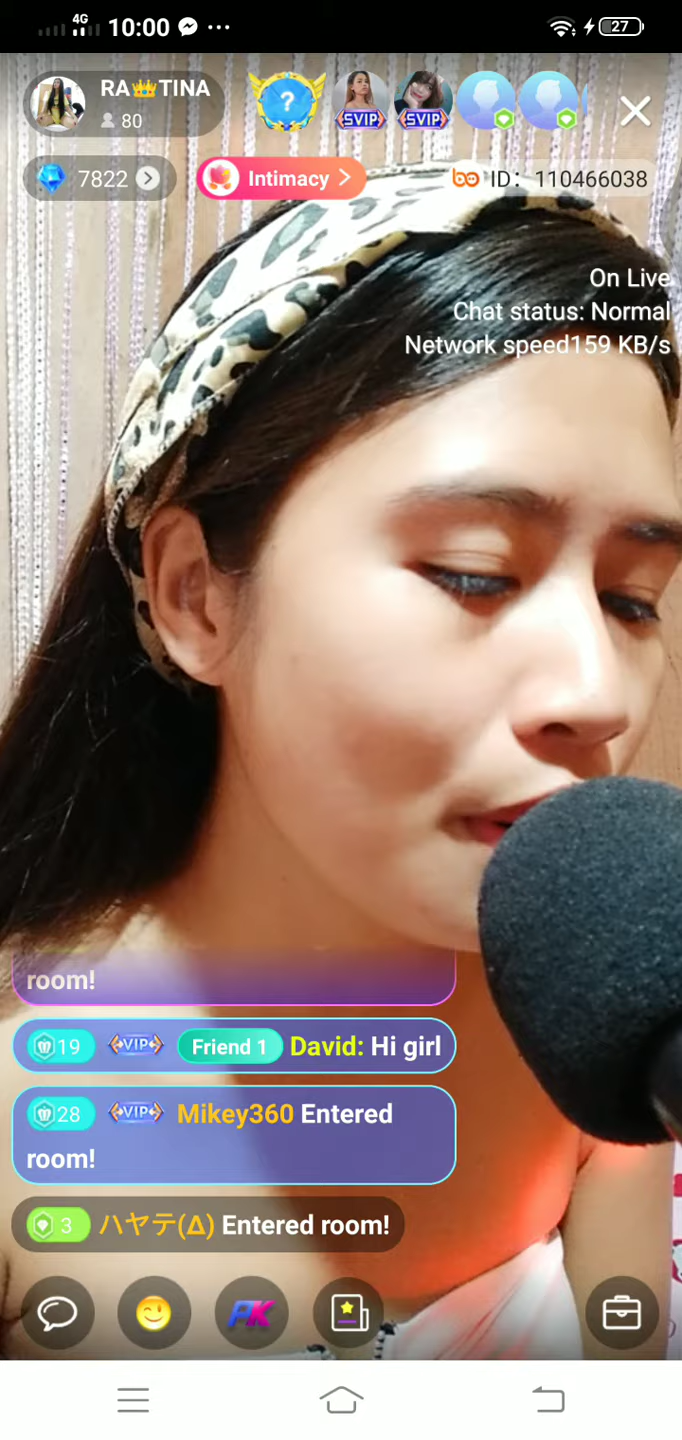 4G 10:00 ... 27
RA👑TINA
80
? SVIP SVIP
7822 Intimacy bo ID: 110466038
On Live
Chat status: Normal
Network speed159 KB/s
room!
19 VIP Friend 1 David: Hi girl
28 VIP Mikey360 Entered
room!
3 ハヤテ(Δ) Entered room!
PK